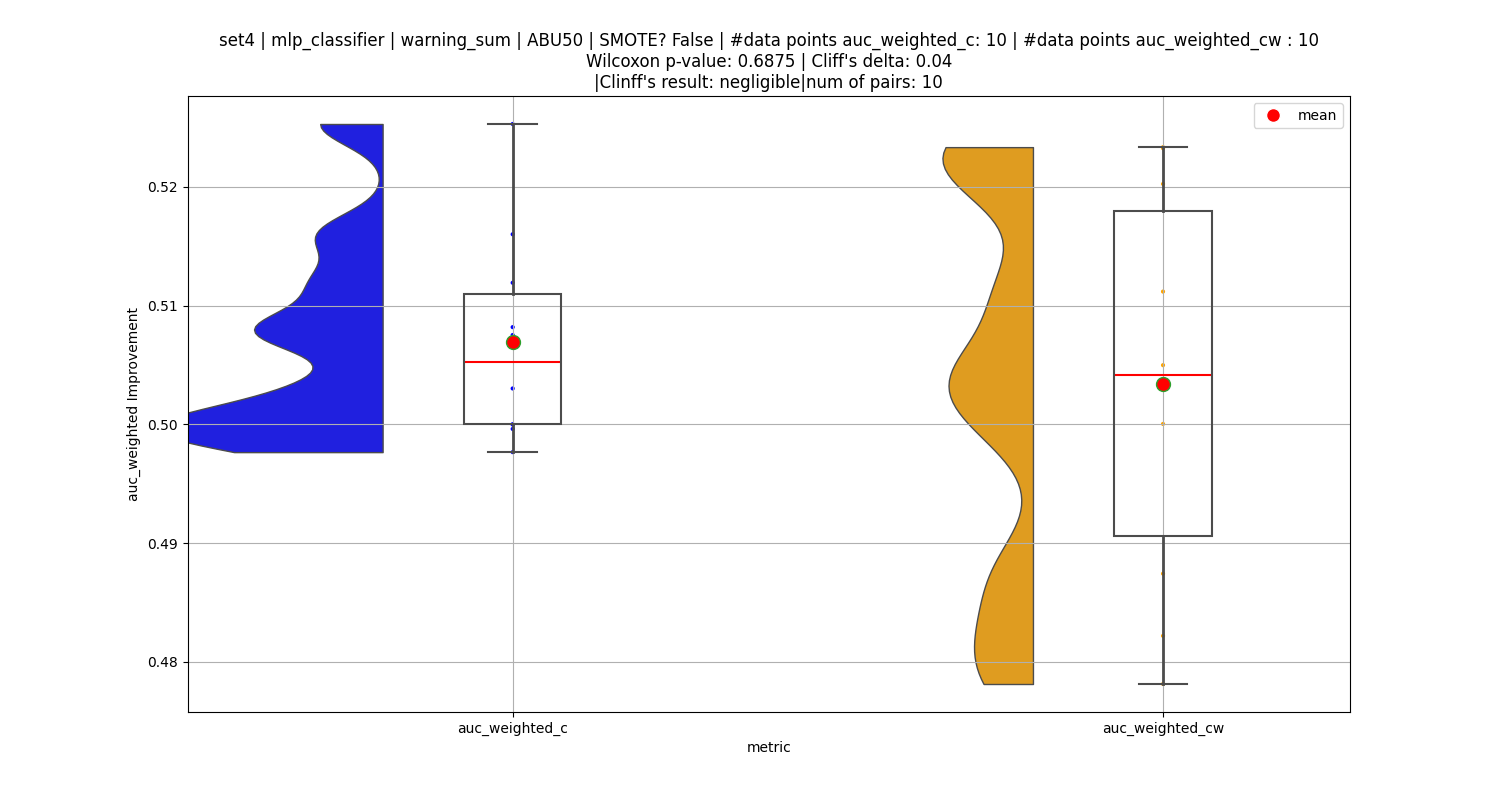 set4 | mlp_classifier | warning_sum | ABU50 | SMOTE? False | #data points auc_weighted_c: 10 | #data points auc_weighted_cw : 10
Wilcoxon p-value: 0.6875 | Cliff's delta: 0.04
|Clinff's result: negligible|num of pairs: 10
mean
0.52
0.51
0.50
0.49
0.48
auc_weighted Improvement
auc_weighted_c
auc_weighted_cw
metric